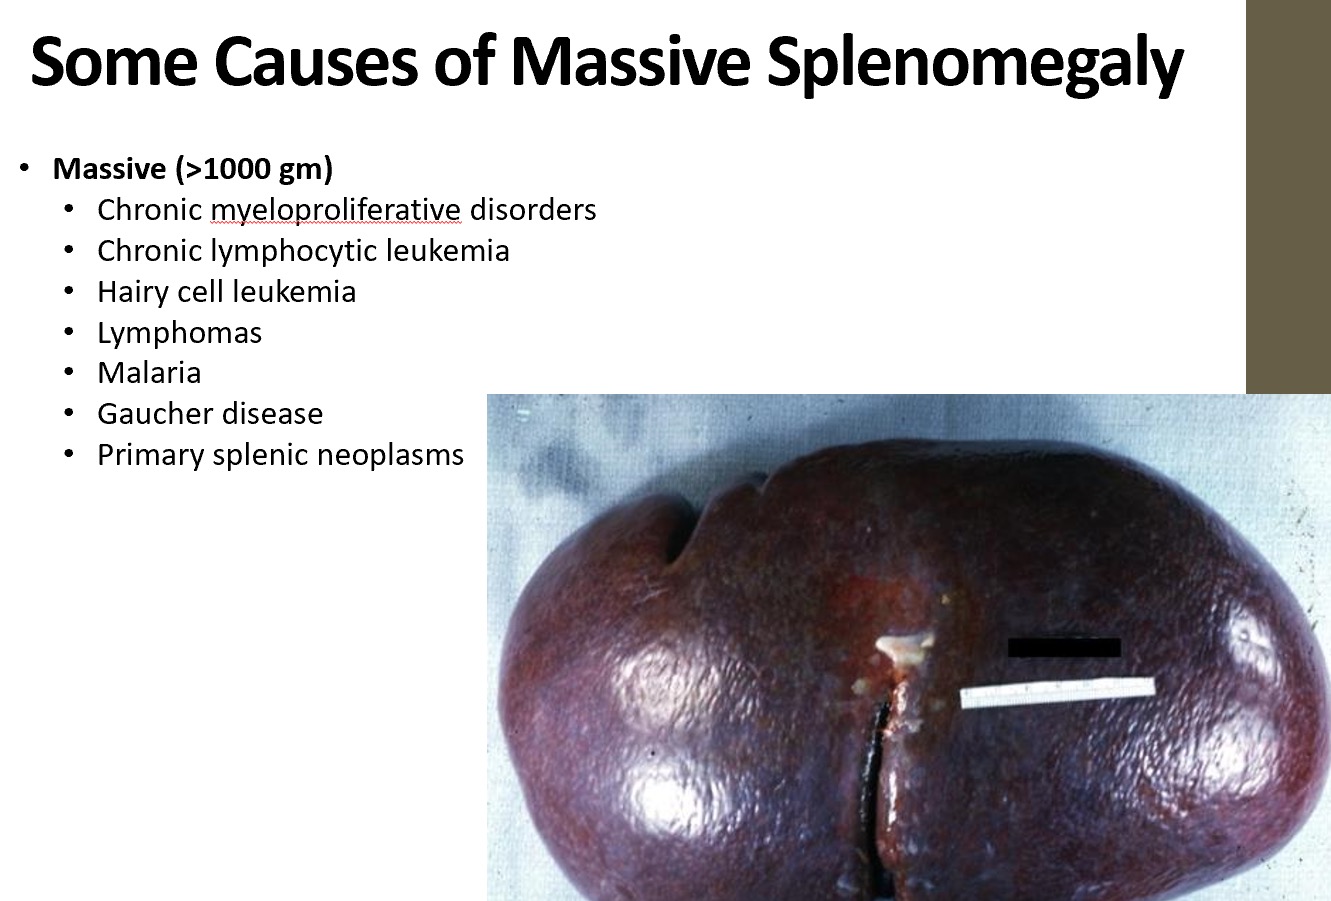 Some Causes of Massive Splenomegaly
• Massive (>1000 gm)
• Chronic myeloproliferative disorders
• Chronic lymphocytic leukemia
• Hairy cell leukemia
• Lymphomas
• Malaria
• Gaucher disease
• Primary splenic neoplasms